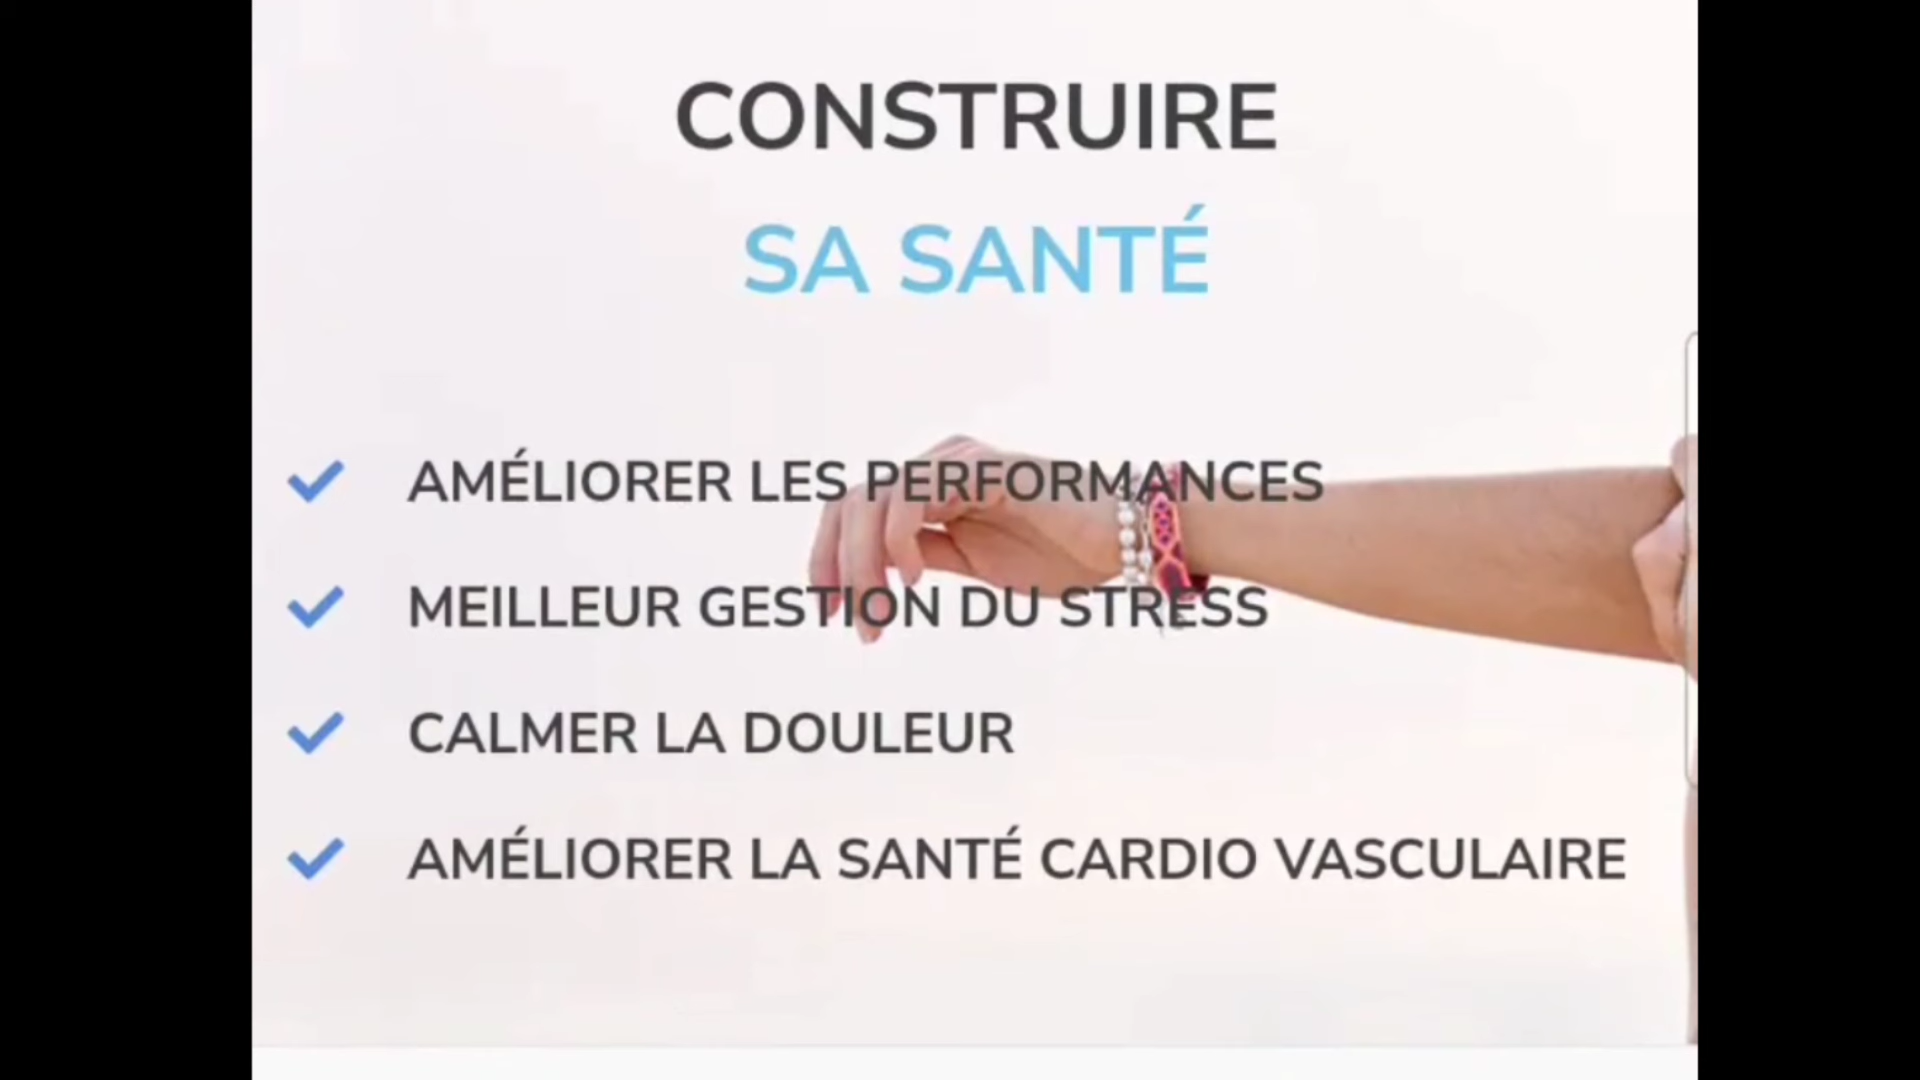 CONSTRUIRE
SA SANTÉ
AMÉLIORER LES PERFORMANCES
MEILLEUR GESTION DU STRESS
CALMER LA DOULEUR
AMÉLIORER LA SANTÉ CARDIO VASCULAIRE